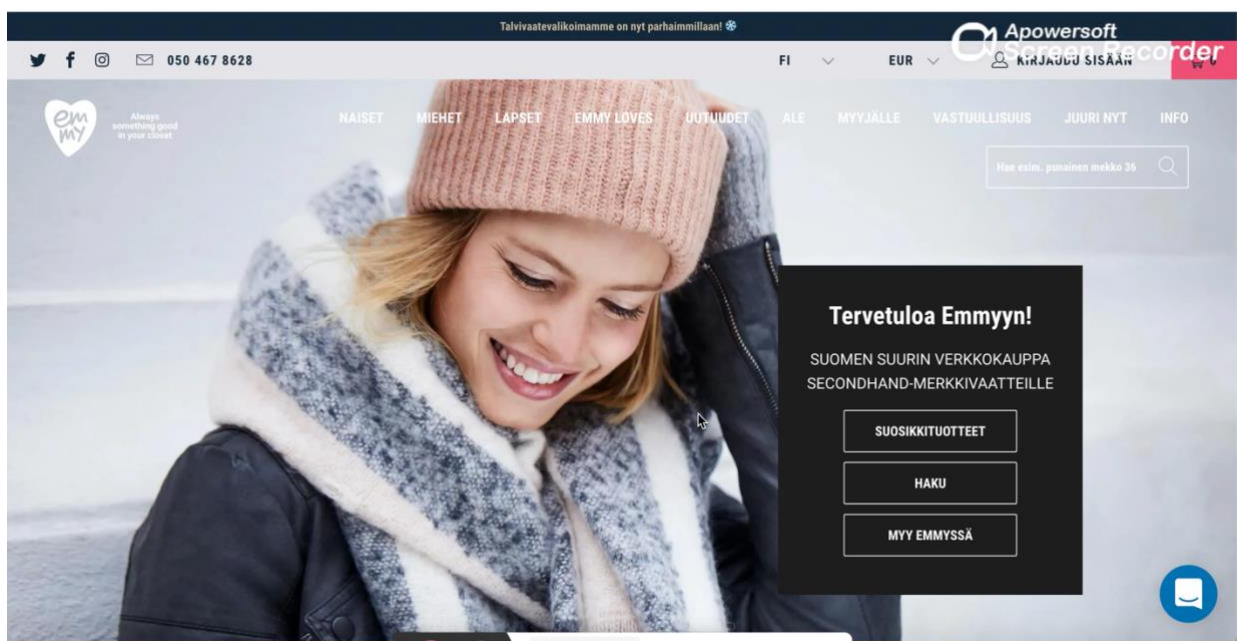 Talvivaatevalikoimamme on nyt parhaimmillaan!
Apowersoft
Screen Recorder
050 467 8628
FI
EUR
KIRJAUDU SISÄÄN
0
emmy
Always
something good
in your closet
NAISET MIEHET LAPSET EMMY LOVES UUTUUDET ALE MYYJÄLLE VASTUULLISUUS JUURI NYT INFO
Hae esim. punainen mekko 36
Tervetuloa Emmyyn!
SUOMEN SUURIN VERKKOKAUPPA
SECONDHAND-MERKKIVAATTEILLE
SUOSIKKITUOTTEET
HAKU
MYY EMMYSSÄ